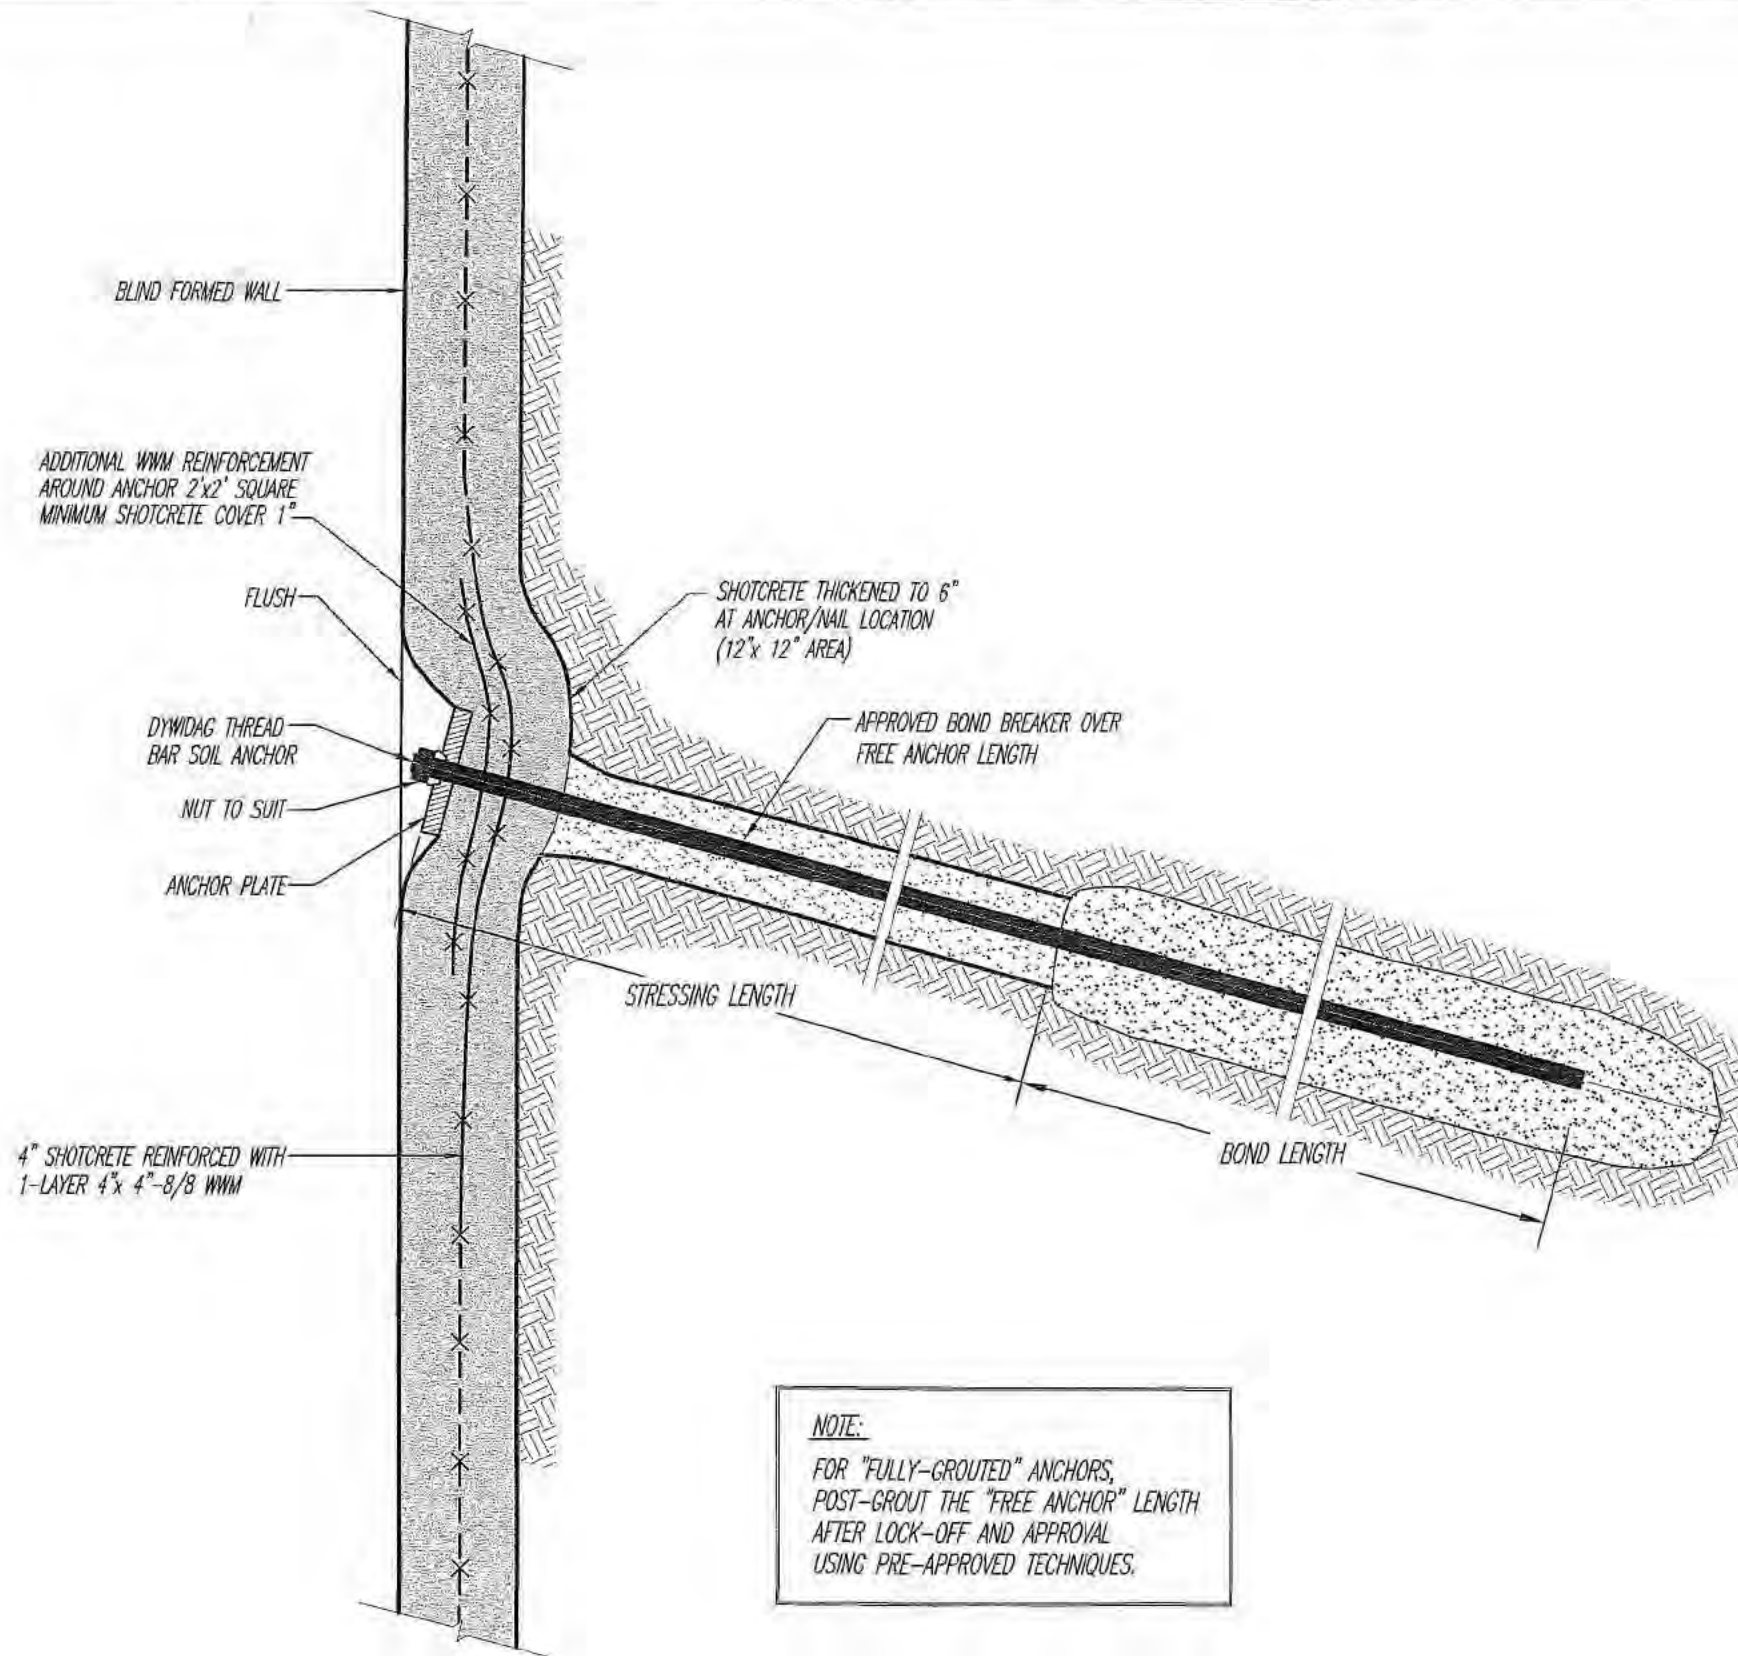 BLIND FORMED WALL
ADDITIONAL WWM REINFORCEMENT
AROUND ANCHOR 2'x2' SQUARE
MINIMUM SHOTCRETE COVER 1"
FLUSH
SHOTCRETE THICKENED TO 6"
AT ANCHOR/NAIL LOCATION
(12"x 12" AREA)
DYWIDAG THREAD
BAR SOIL ANCHOR
APPROVED BOND BREAKER OVER
FREE ANCHOR LENGTH
NUT TO SUIT
ANCHOR PLATE
STRESSING LENGTH
BOND LENGTH
4" SHOTCRETE REINFORCED WITH
1-LAYER 4"x 4"-8/8 WWM
NOTE:
FOR "FULLY-GROUTED" ANCHORS,
POST-GROUT THE "FREE ANCHOR" LENGTH
AFTER LOCK-OFF AND APPROVAL
USING PRE-APPROVED TECHNIQUES.